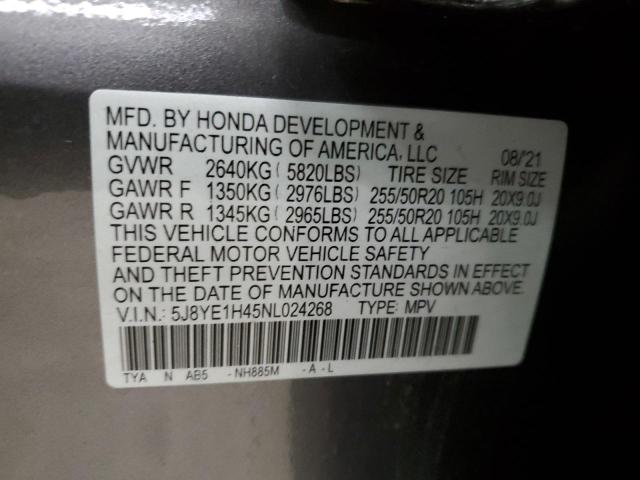 MFD. BY HONDA DEVELOPMENT &
MANUFACTURING OF AMERICA, LLC 08/'21
GVWR 2640KG ( 5820LBS) TIRE SIZE RIM SIZE
GAWR F 1350KG ( 2976LBS) 255/50R20 105H 20X9.0J
GAWR R 1345KG ( 2965LBS) 255/50R20 105H 20X9.0J
THIS VEHICLE CONFORMS TO ALL APPLICABLE
FEDERAL MOTOR VEHICLE SAFETY
AND THEFT PREVENTION STANDARDS IN EFFECT
ON THE DATE OF MANUFACTURE SHOWN ABOVE.
V.I.N.: 5J8YE1H45NL024268 TYPE: MPV
TYA N AB5 -NH885M -A-L